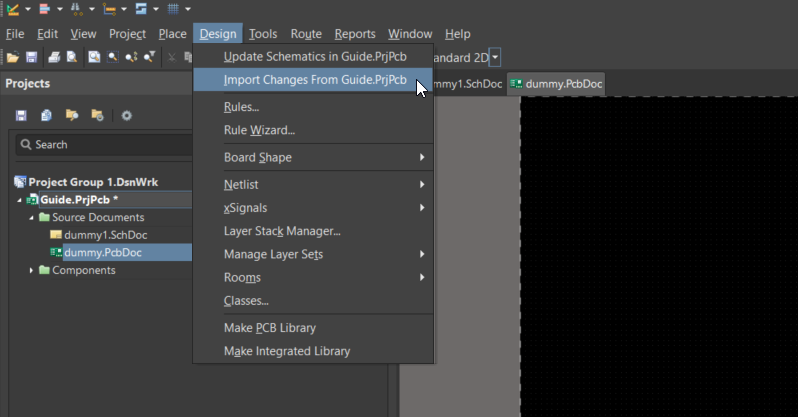 File Edit View Project Place Design Tools Route Reports Window Help
andard 2D
Projects
Search
Project Group 1.DsnWrk
Guide.PrjPcb *
Source Documents
dummy1.SchDoc
dummy.PcbDoc
Components
Update Schematics in Guide.PrjPcb
Import Changes From Guide.PrjPcb
Rules...
Rule Wizard...
Board Shape
Netlist
xSignals
Layer Stack Manager...
Manage Layer Sets
Rooms
Classes...
Make PCB Library
Make Integrated Library
mmy1.SchDoc dummy.PcbDoc